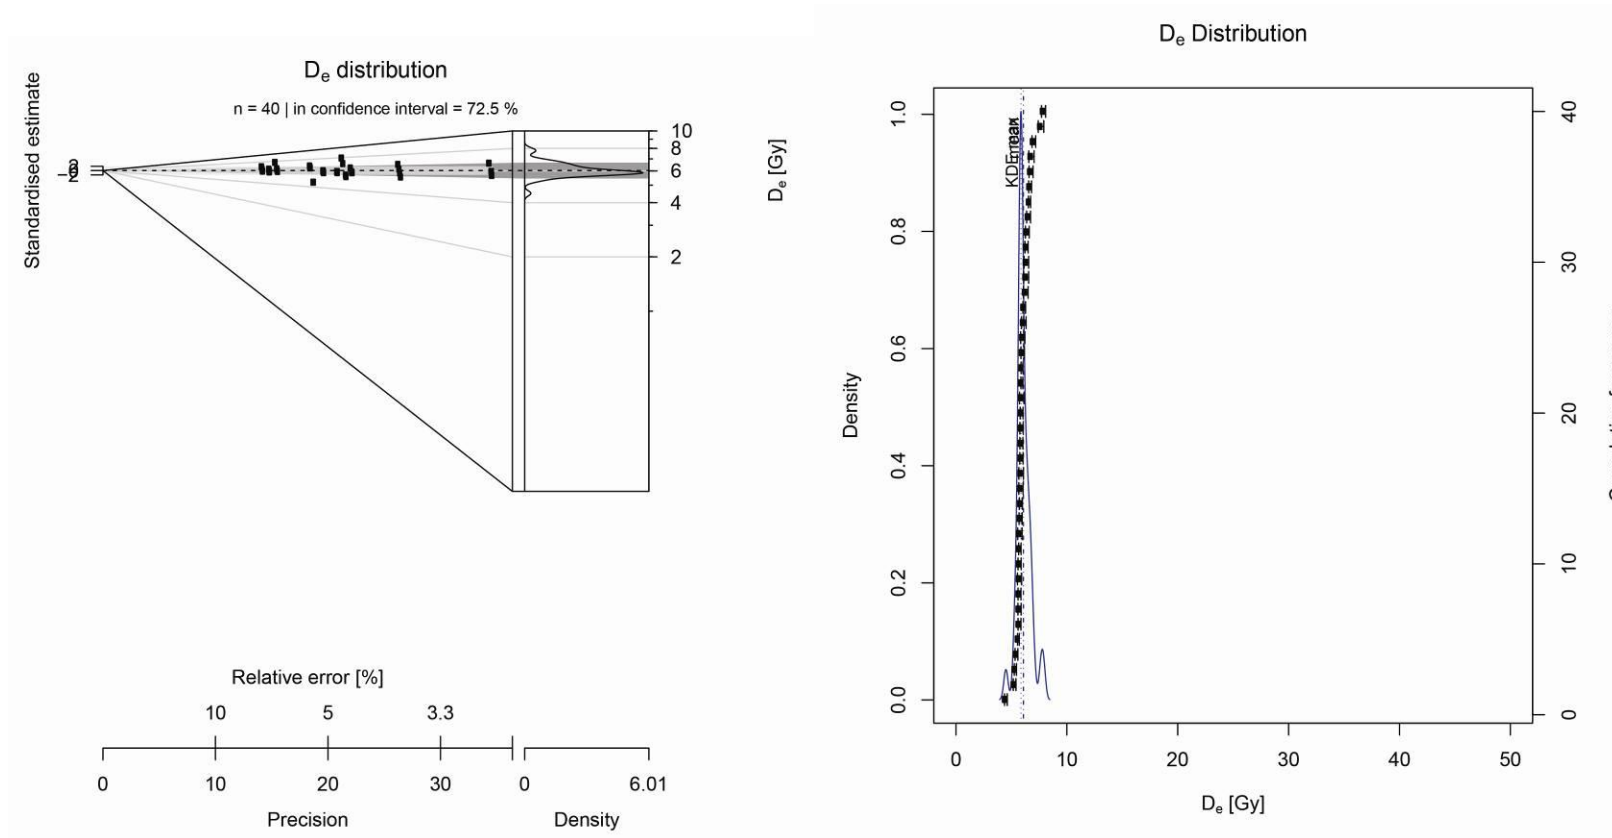 De distribution
n = 40 | in confidence interval = 72.5 %
Standardised estimate
-2
10
8
6
4
2
De [Gy]
Relative error [%]
10 5 3.3
0 10 20 30
Precision
0 6.01
Density
De Distribution
KDE
max
Density
0.0 0.2 0.4 0.6 0.8 1.0
0 10 20 30 40
0 10 20 30 40 50
De [Gy]